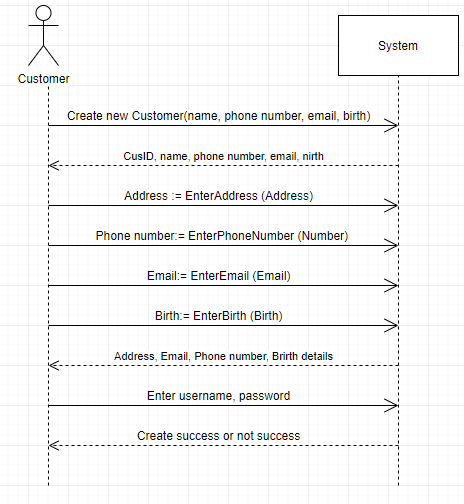 System
Customer
Create new Customer(name, phone number, email, birth)
CusID, name, phone number, email, nirth
Address := EnterAddress (Address)
Phone number:= EnterPhoneNumber (Number)
Email:= EnterEmail (Email)
Birth:= EnterBirth (Birth)
Address, Email, Phone number, Brirth details
Enter username, password
Create success or not success